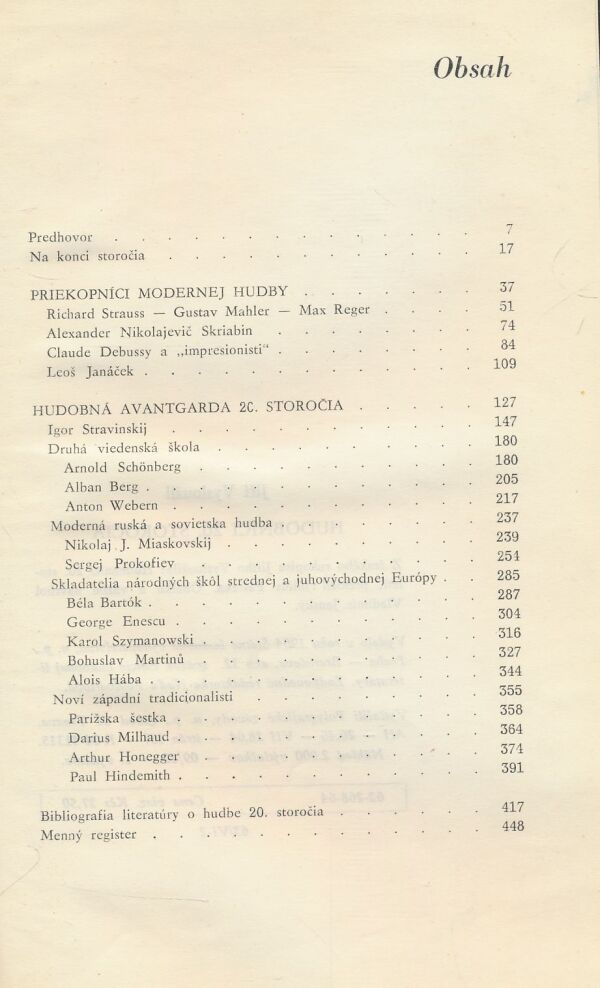 Obsah
Predhovor . . . . . . . . . . . . . . 7
Na konci storočia . . . . . . . . . . . . 17
PRIEKOPNÍCI MODERNEJ HUDBY . . . . . . . 37
Richard Strauss — Gustav Mahler — Max Reger . . . . 51
Alexander Nikolajevič Skriabin . . . . . . . . 74
Claude Debussy a „impresionisti“ . . . . . . . . 84
Leoš Janáček . . . . . . . . . . . . . 109
HUDOBNÁ AVANTGARDA 20. STOROČIA . . . . . 127
Igor Stravinskij . . . . . . . . . . . . 147
Druhá viedenská škola . . . . . . . . . . 180
Arnold Schönberg . . . . . . . . . . . 180
Alban Berg . . . . . . . . . . . . . 205
Anton Webern . . . . . . . . . . . . 217
Moderná ruská a sovietska hudba . . . . . . . . 237
Nikolaj J. Miaskovskij . . . . . . . . . . 239
Sergej Prokofiev . . . . . . . . . . . 254
Skladatelia národných škôl strednej a juhovýchodnej Európy . . 285
Béla Bartók . . . . . . . . . . . . . 287
George Enescu . . . . . . . . . . . . 304
Karol Szymanowski . . . . . . . . . . . 316
Bohuslav Martinů . . . . . . . . . . . 327
Alois Hába . . . . . . . . . . . . . 344
Noví západní tradicionalisti . . . . . . . . . 355
Parižska šestka . . . . . . . . . . . . 358
Darius Milhaud . . . . . . . . . . . . 364
Arthur Honegger . . . . . . . . . . . 374
Paul Hindemith . . . . . . . . . . . . 391
Bibliografia literatúry o hudbe 20. storočia . . . . . 417
Menný register . . . . . . . . . . . . 448